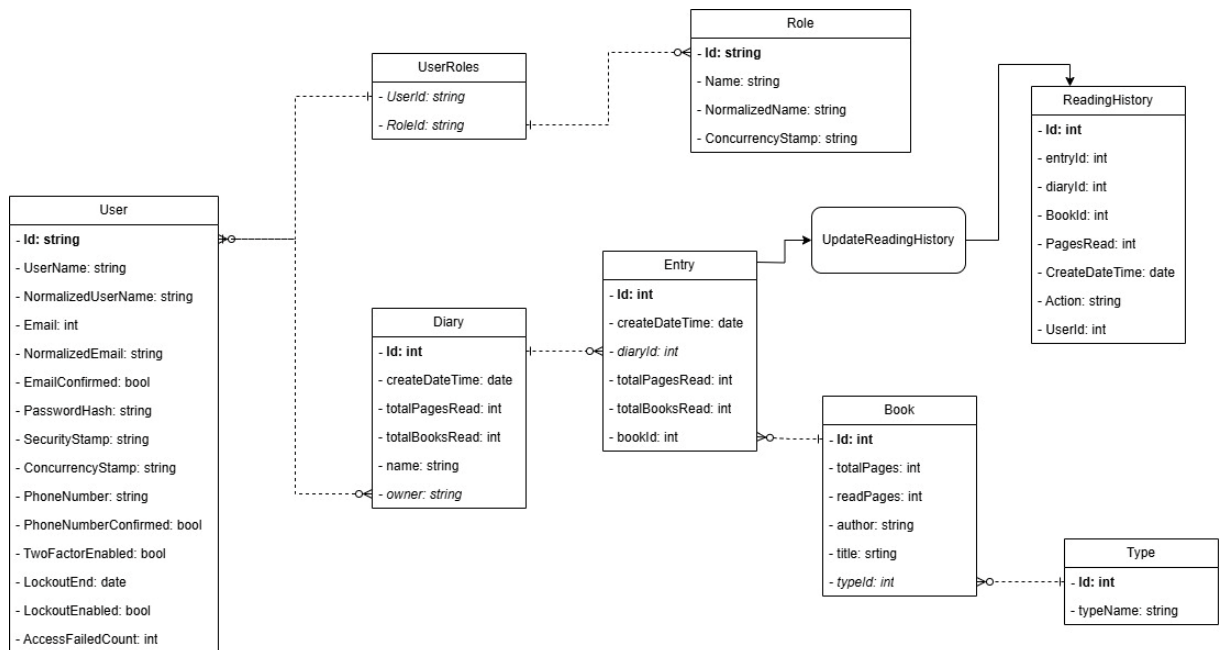 Role
- Id: string
- Name: string
- NormalizedName: string
- ConcurrencyStamp: string
UserRoles
- UserId: string
- RoleId: string
ReadingHistory
- Id: int
- entryId: int
- diaryId: int
- BookId: int
- PagesRead: int
- CreateDateTime: date
- Action: string
- UserId: int
User
- Id: string
- UserName: string
- NormalizedUserName: string
- Email: int
- NormalizedEmail: string
- EmailConfirmed: bool
- PasswordHash: string
- SecurityStamp: string
- ConcurrencyStamp: string
- PhoneNumber: string
- PhoneNumberConfirmed: bool
- TwoFactorEnabled: bool
- LockoutEnd: date
- LockoutEnabled: bool
- AccessFailedCount: int
UpdateReadingHistory
Entry
- Id: int
- createDateTime: date
- diaryId: int
- totalPagesRead: int
- totalBooksRead: int
- bookId: int
Diary
- Id: int
- createDateTime: date
- totalPagesRead: int
- totalBooksRead: int
- name: string
- owner: string
Book
- Id: int
- totalPages: int
- readPages: int
- author: string
- title: srting
- typeId: int
Type
- Id: int
- typeName: string